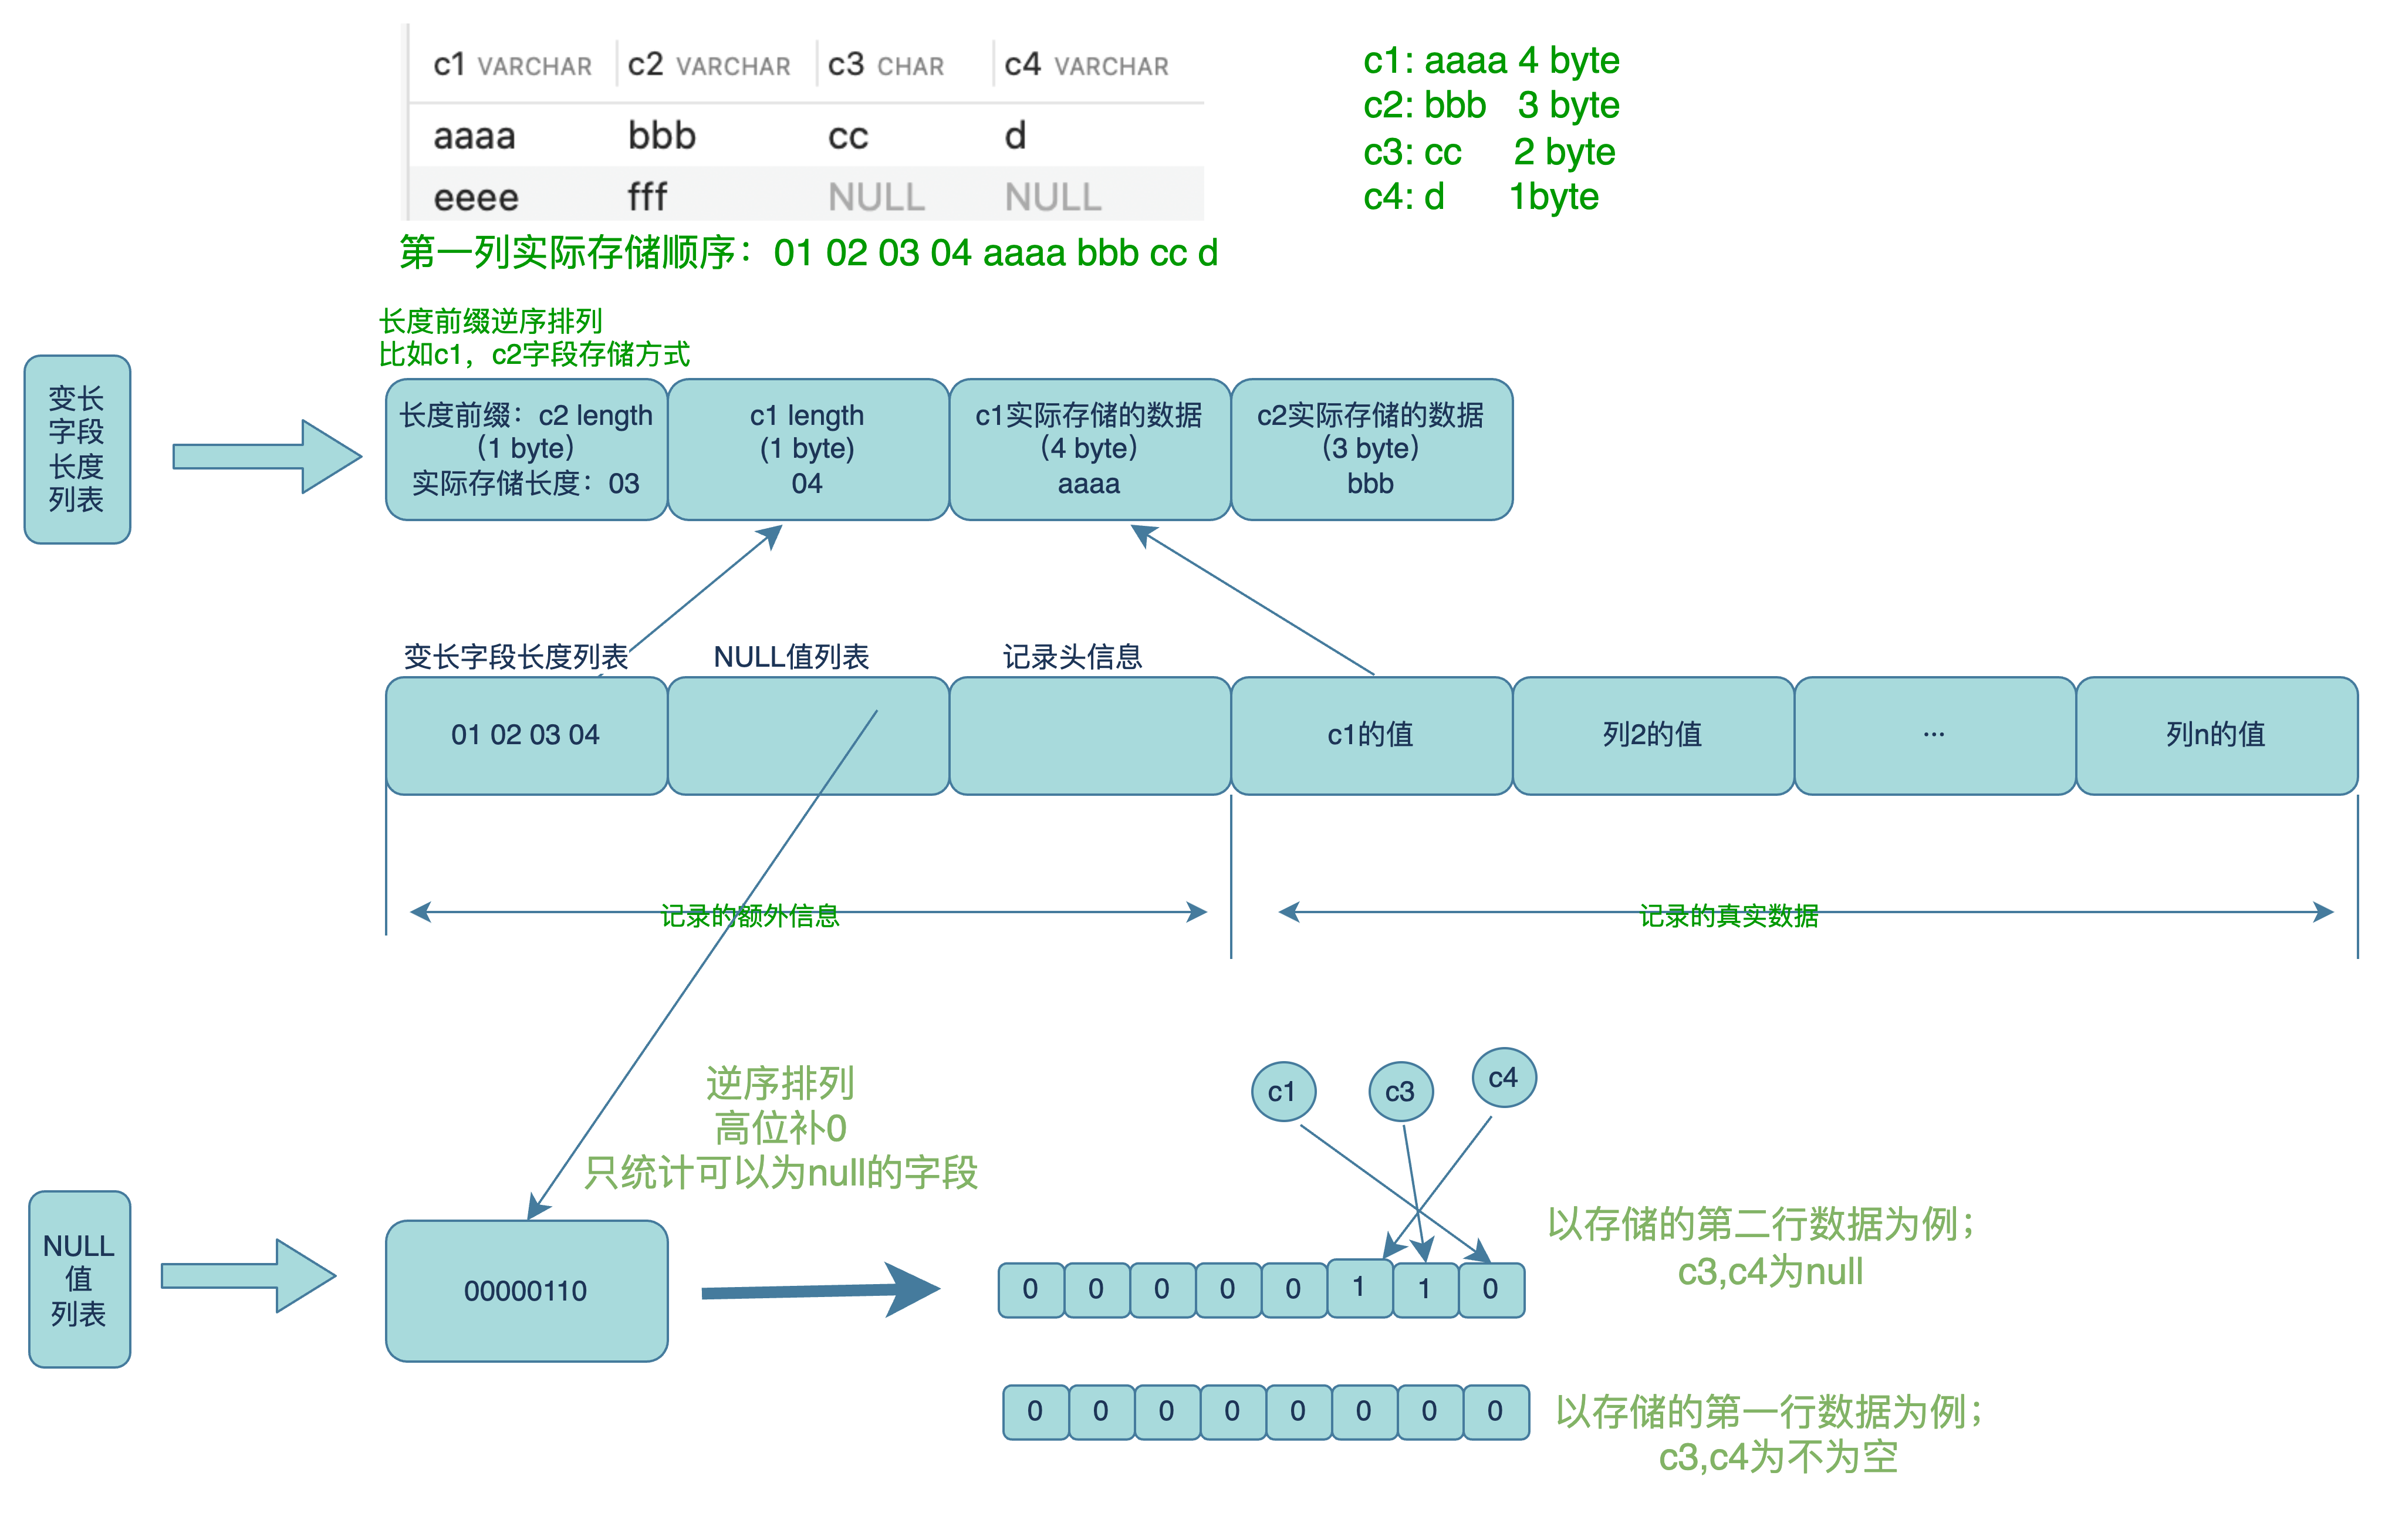 c1 VARCHAR c2 VARCHAR c3 CHAR c4 VARCHAR
aaaa bbb cc d
eeee fff NULL NULL
c1: aaaa 4 byte
c2: bbb 3 byte
c3: cc 2 byte
c4: d 1byte
第一列实际存储顺序：01 02 03 04 aaaa bbb cc d
长度前缀逆序排列
比如c1，c2字段存储方式
变长
字段
长度
列表
长度前缀：c2 length
（1 byte）
实际存储长度：03
c1 length
(1 byte)
04
c1实际存储的数据
（4 byte）
aaaa
c2实际存储的数据
（3 byte）
bbb
变长字段长度列表
NULL值列表
记录头信息
01 02 03 04
c1的值
列2的值
...
列n的值
记录的额外信息
记录的真实数据
逆序排列
高位补0
只统计可以为null的字段
c1
c3
c4
NULL
值
列表
00000110
0 0 0 0 0 1 1 0
以存储的第二行数据为例；
c3,c4为null
0 0 0 0 0 0 0 0
以存储的第一行数据为例；
c3,c4为不为空